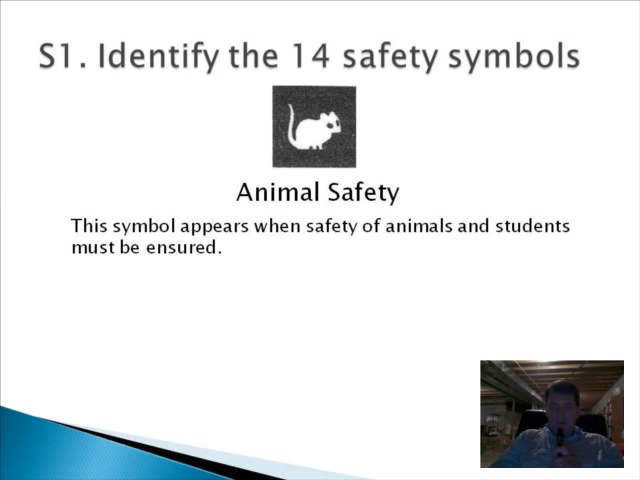 S1. Identify the 14 safety symbols
Animal Safety
This symbol appears when safety of animals and students
must be ensured.